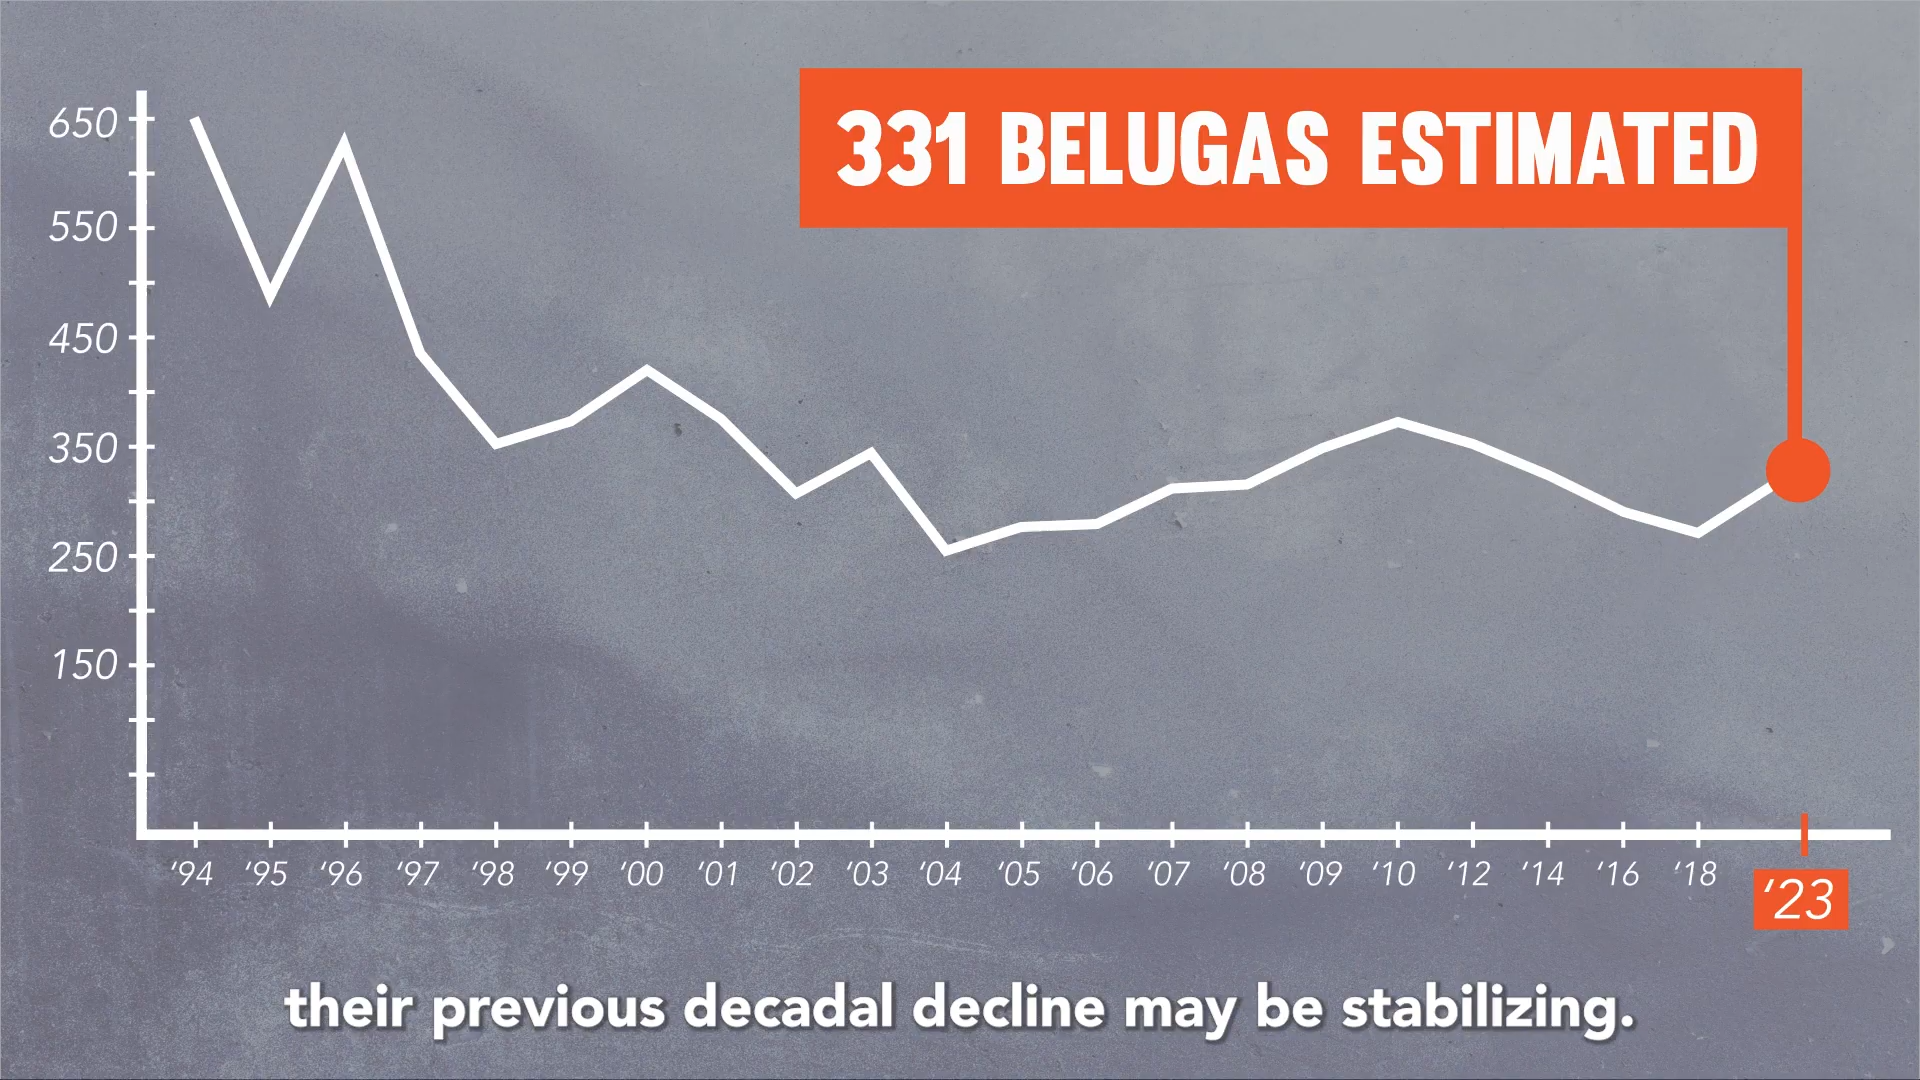 331 BELUGAS ESTIMATED
650
550
450
350
250
150
‘94 ‘95 ‘96 ‘97 ‘98 ‘99 ‘00 ‘01 ‘02 ‘03 ‘04 ‘05 ‘06 ‘07 ‘08 ‘09 ‘10 ‘12 ‘14 ‘16 ‘18 ‘23
their previous decadal decline may be stabilizing.